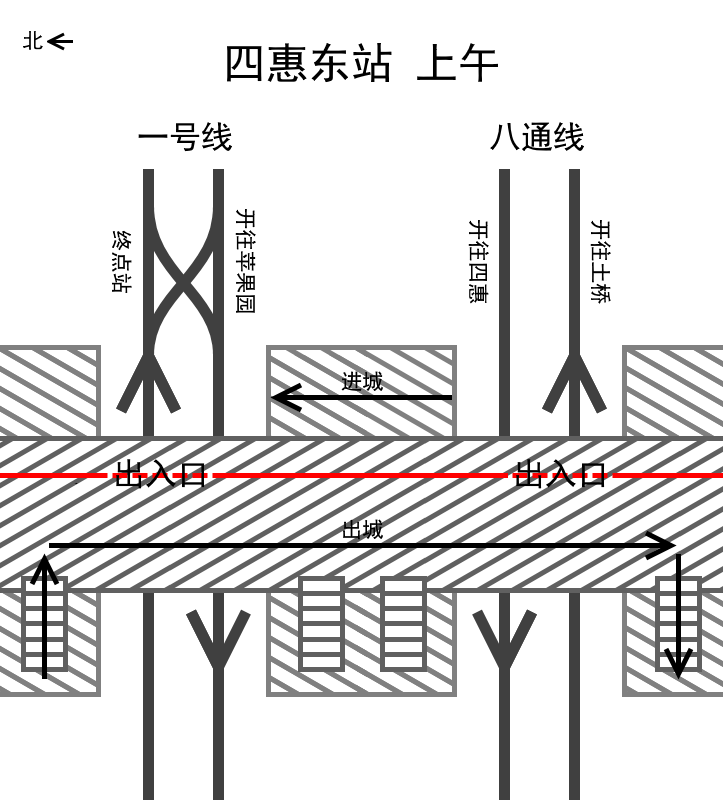 北
四惠东站 上午
一号线
八通线
终点站
开往苹果园
开往四惠
开往土桥
进城
出入口
出入口
出城